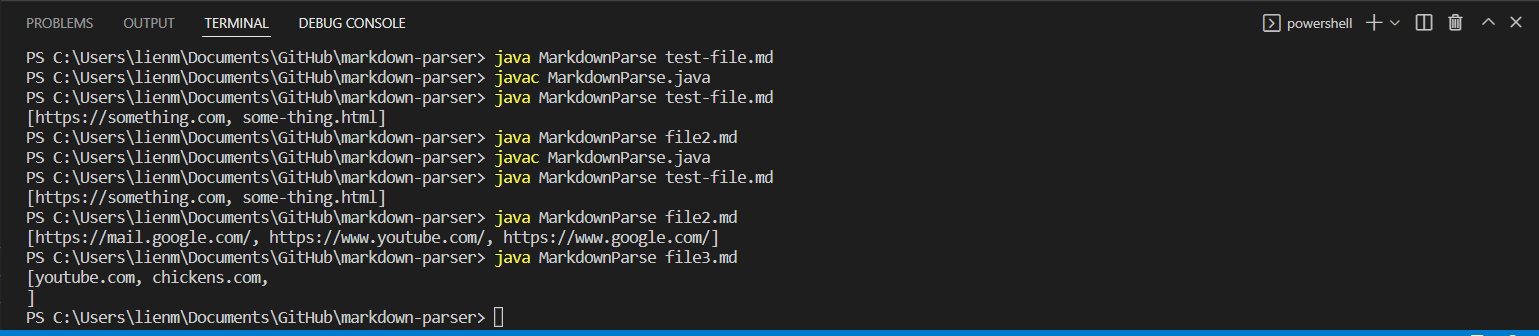 PROBLEMS OUTPUT TERMINAL DEBUG CONSOLE powershell
PS C:\Users\lienm\Documents\GitHub\markdown-parser> java MarkdownParse test-file.md
PS C:\Users\lienm\Documents\GitHub\markdown-parser> javac MarkdownParse.java
PS C:\Users\lienm\Documents\GitHub\markdown-parser> java MarkdownParse test-file.md
[https://something.com, some-thing.html]
PS C:\Users\lienm\Documents\GitHub\markdown-parser> java MarkdownParse file2.md
PS C:\Users\lienm\Documents\GitHub\markdown-parser> javac MarkdownParse.java
PS C:\Users\lienm\Documents\GitHub\markdown-parser> java MarkdownParse test-file.md
[https://something.com, some-thing.html]
PS C:\Users\lienm\Documents\GitHub\markdown-parser> java MarkdownParse file2.md
[https://mail.google.com/, https://www.youtube.com/, https://www.google.com/]
PS C:\Users\lienm\Documents\GitHub\markdown-parser> java MarkdownParse file3.md
[youtube.com, chickens.com,
]
PS C:\Users\lienm\Documents\GitHub\markdown-parser>